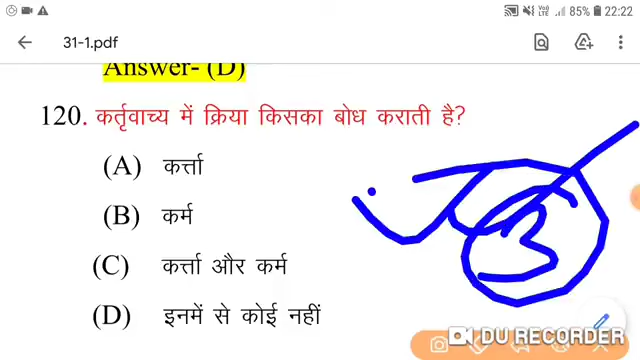 85% 22:22
31-1.pdf
Answer- (D)
120. कर्तृवाच्य में क्रिया किसका बोध कराती है?
(A) कर्त्ता
(B) कर्म
(C) कर्त्ता और कर्म
(D) इनमें से कोई नहीं
DU RECORDER